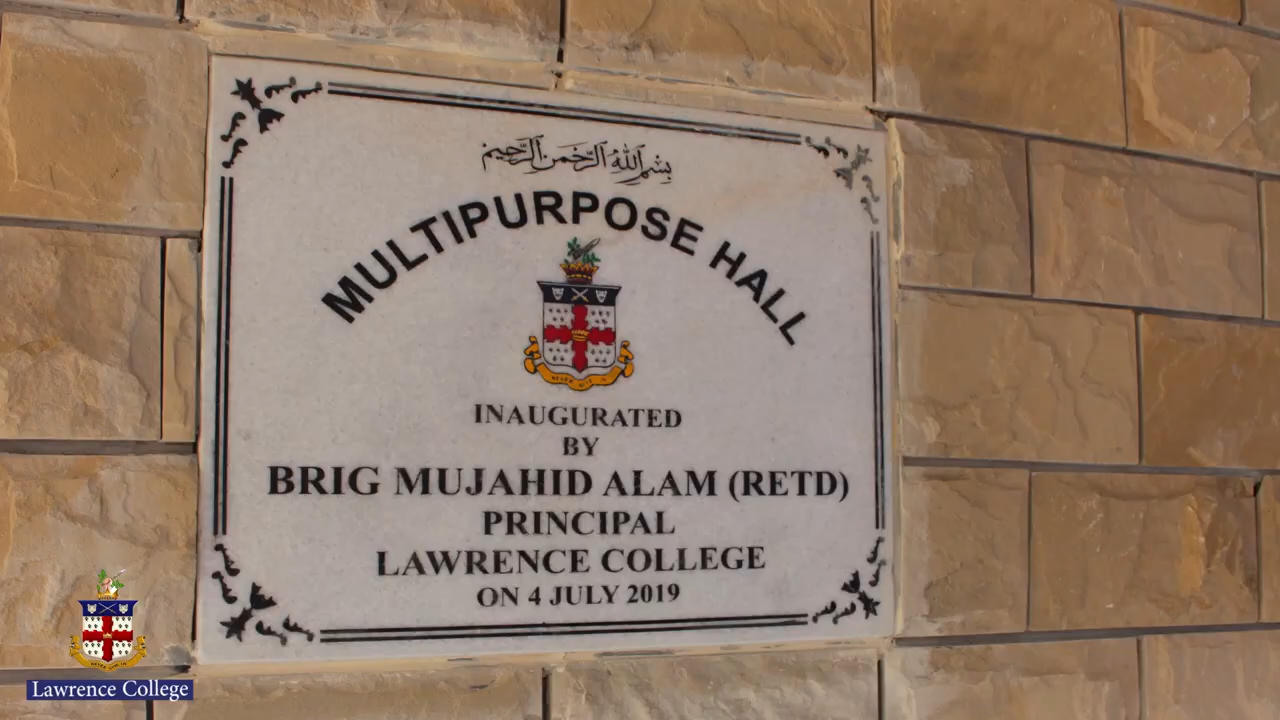 بسم الله الرحمن الرحيم
MULTIPURPOSE HALL
INAUGURATED
BY
BRIG MUJAHID ALAM (RETD)
PRINCIPAL
LAWRENCE COLLEGE
ON 4 JULY 2019
Lawrence College